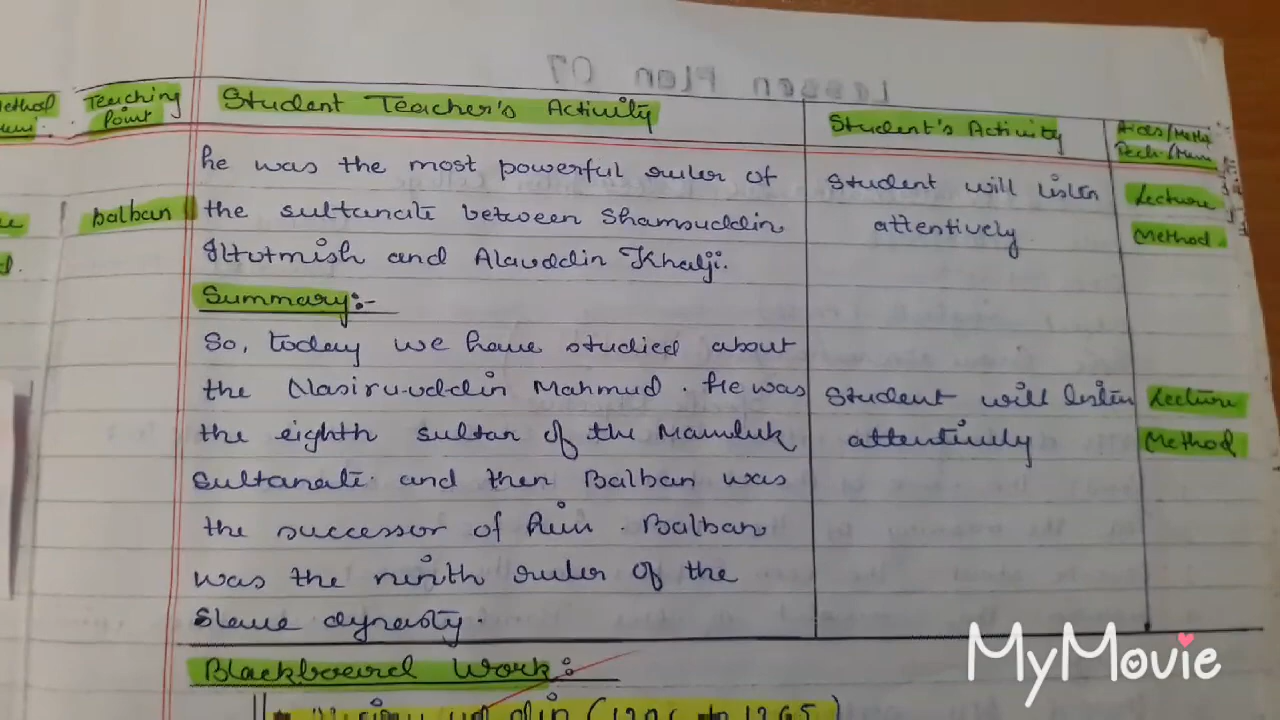 Lesson Plan 07
Teaching Point
Student Teacher's Activity
Student's Activity
Balban
he was the most powerful ruler of
the sultanate between Shamsuddin
Iltutmish and Alauddin Khalji.
Student will listen
attentively
Lecture
Method.
Summary:-
So, today we have studied about
the Nasiru-uddin Mahmud. He was
the eighth sultan of the Mamluk
Sultanate. and then Balban was
the successor of him. Balban
was the ninth ruler of the
Slave dynasty.
Student will listen
attentively
Lecture
Method
Blackboard Work:
MyMovie